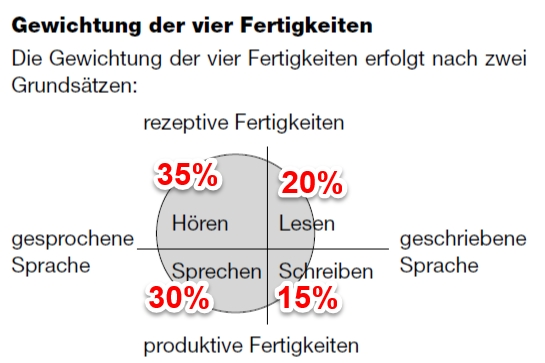 Gewichtung der vier Fertigkeiten
Die Gewichtung der vier Fertigkeiten erfolgt nach zwei
Grundsätzen:
rezeptive Fertigkeiten
35%
20%
Hören
Lesen
gesprochene
Sprache
geschriebene
Sprache
Sprechen
Schreiben
30%
15%
produktive Fertigkeiten